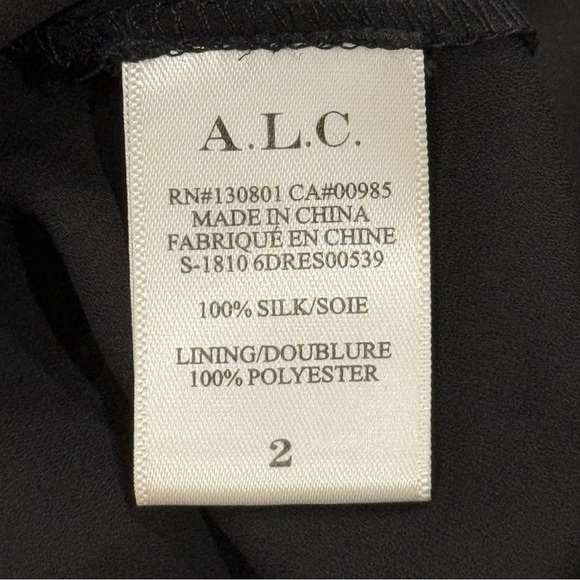 A.L.C.
RN#130801 CA#00985
MADE IN CHINA
FABRIQUÉ EN CHINE
S-1810 6DRES00539
100% SILK/SOIE
LINING/DOUBLURE
100% POLYESTER
2